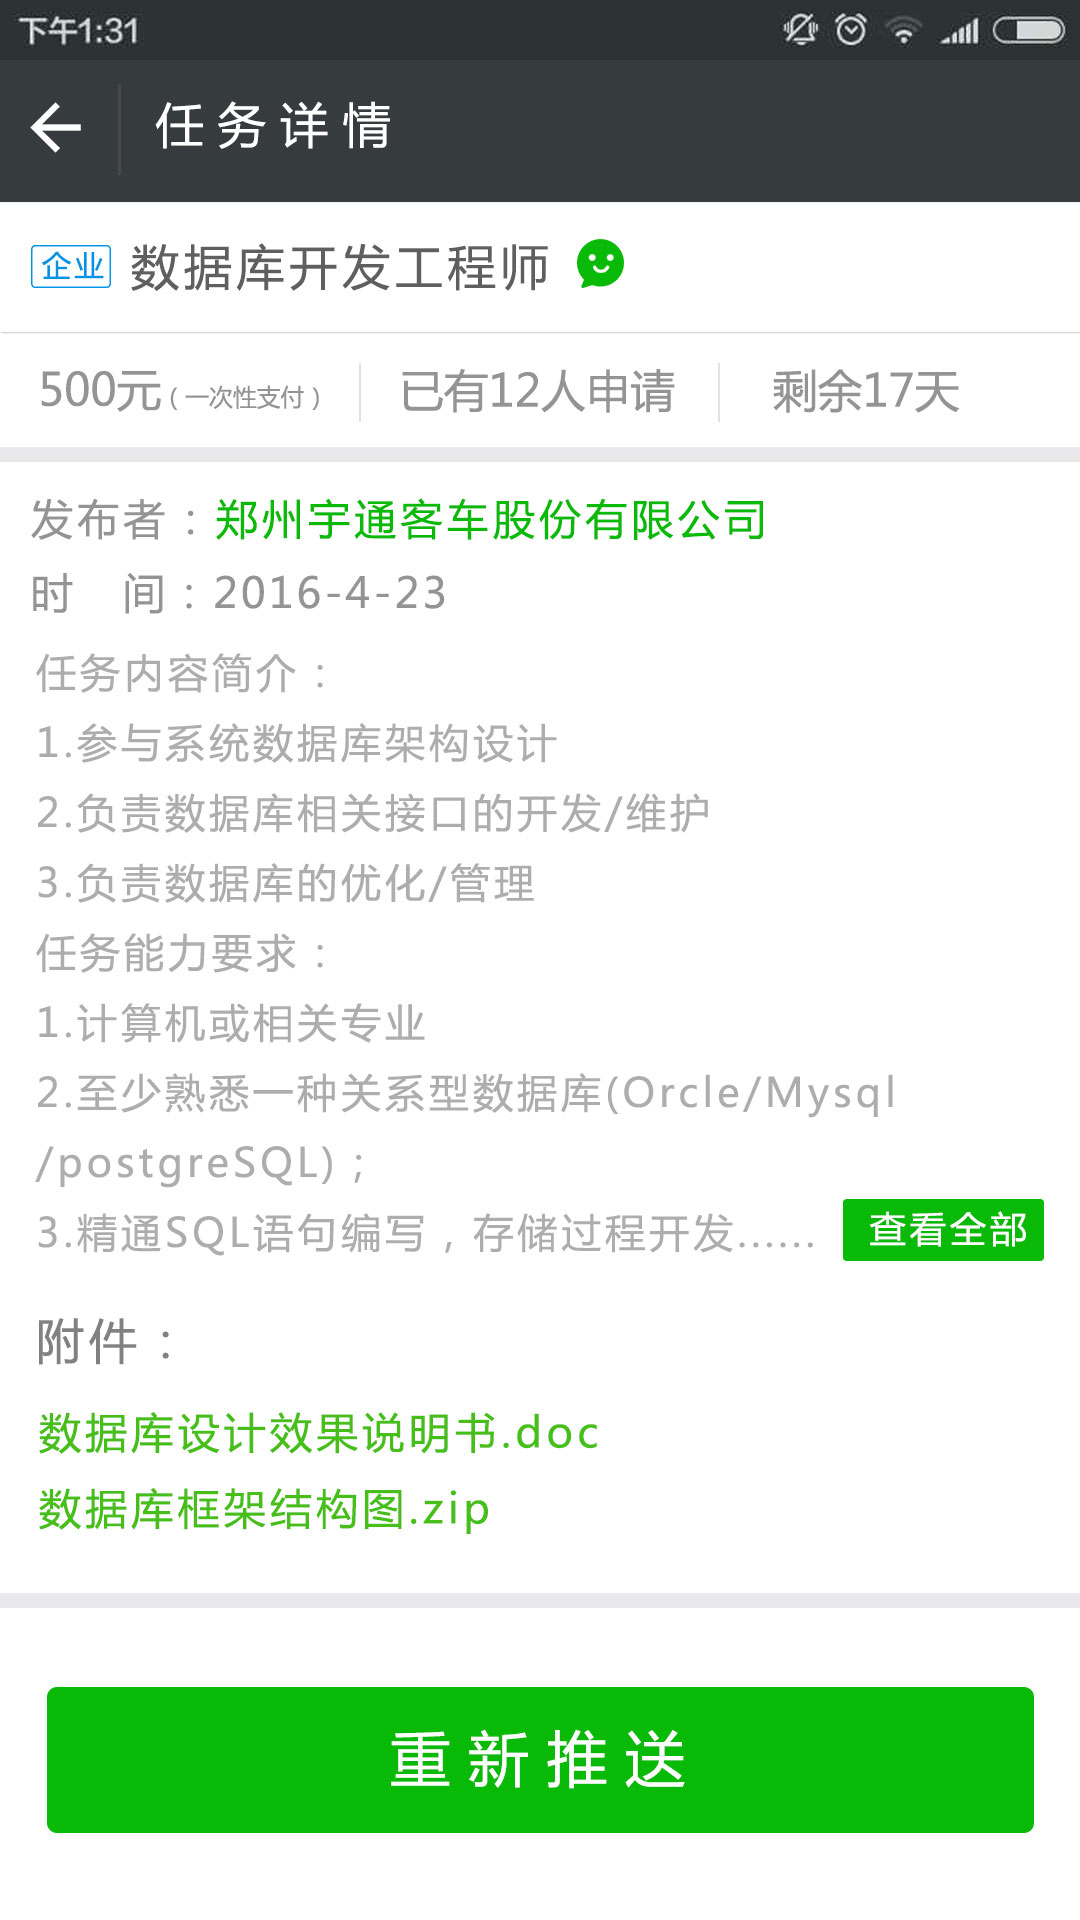 下午1:31
任务详情
企业 数据库开发工程师
500元(一次性支付) 已有12人申请 剩余17天
发布者:郑州宇通客车股份有限公司
时 间:2016-4-23
任务内容简介:
1.参与系统数据库架构设计
2.负责数据库相关接口的开发/维护
3.负责数据库的优化/管理
任务能力要求:
1.计算机或相关专业
2.至少熟悉一种关系型数据库(Orcle/Mysql
/postgreSQL);
3.精通SQL语句编写,存储过程开发...... 查看全部
附件:
数据库设计效果说明书.doc
数据库框架结构图.zip
重新推送